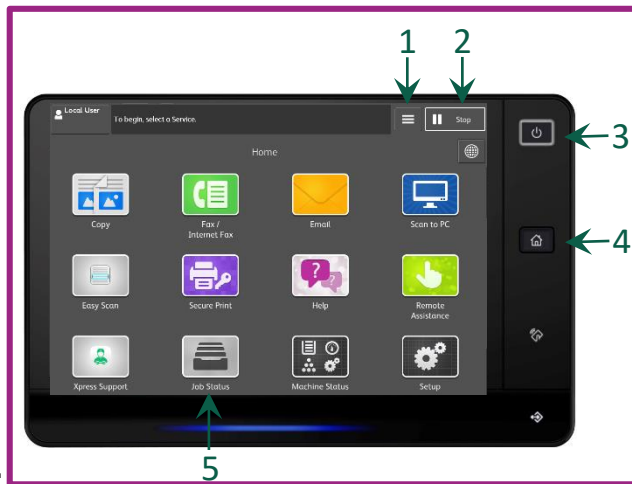 1
2
Local User
To begin, select a Service.
Stop
3
Home
Copy
Fax /
Internet Fax
Email
Scan to PC
4
Easy Scan
Secure Print
Help
Remote
Assistance
Xpress Support
Job Status
Machine Status
Setup
5